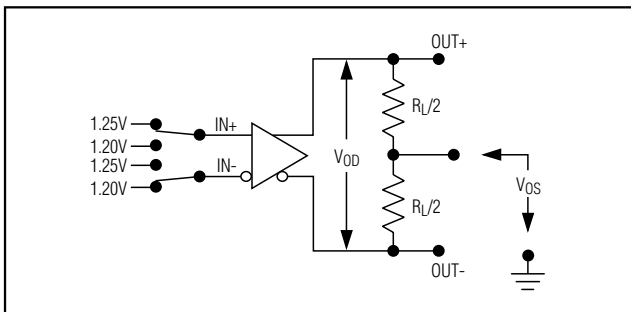 OUT+
1.25V
IN+
RL/2
1.20V
VOD
1.25V
IN-
1.20V
VOS
RL/2
OUT-